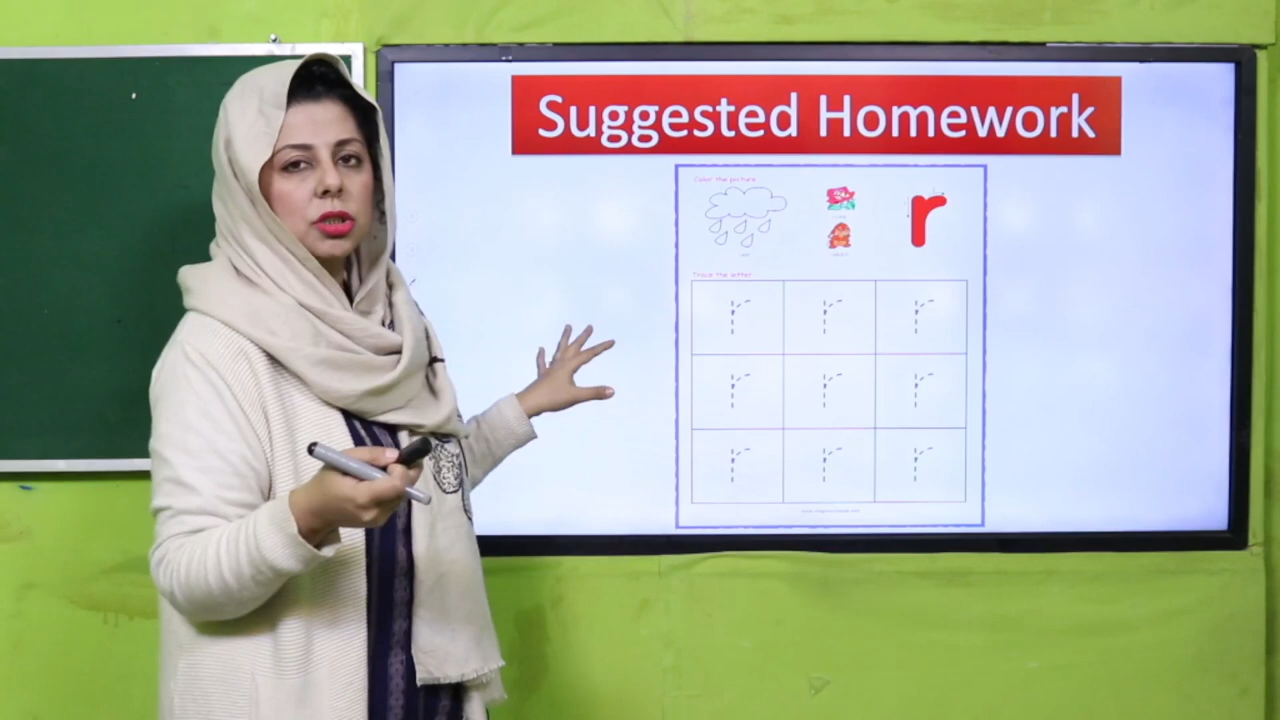 Suggested Homework
Color the picture
r
Trace the letter
r r r
r r r
r r r